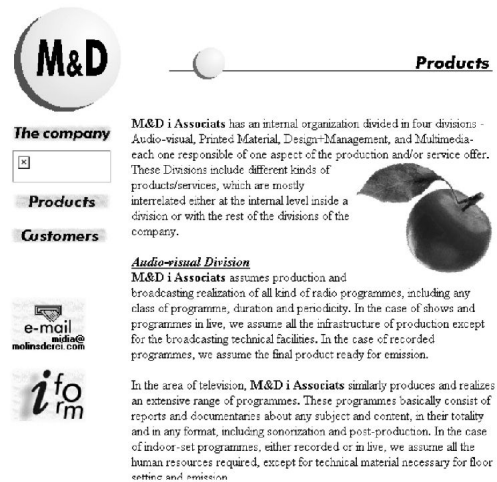 M&D
Products
The company
Products
Customers
e-mail
midia@
molinsderei.com
info
rm
M&D i Associats has an internal organization divided in four divisions -
Audio-visual, Printed Material, Design+Management, and Multimedia-
each one responsible of one aspect of the production and/or service offer.
These Divisions include different kinds of
products/services, which are mostly
interrelated either at the internal level inside a
division or with the rest of the divisions of the
company.
Audio-visual Division
M&D i Associats assumes production and
broadcasting realization of all kind of radio programmes, including any
class of programme, duration and periodicity. In the case of shows and
programmes in live, we assume all the infrastructure of production except
for the broadcasting technical facilities. In the case of recorded
programmes, we assume the final product ready for emission.
In the area of television, M&D i Associats similarly produces and realizes
an extensive range of programmes. These programmes basically consist of
reports and documentaries about any subject and content, in their totality
and in any format, including sonorization and post-production. In the case
of indoor-set programmes, either recorded or in live, we assume all the
human resources required, except for technical material necessary for floor
setting and emission